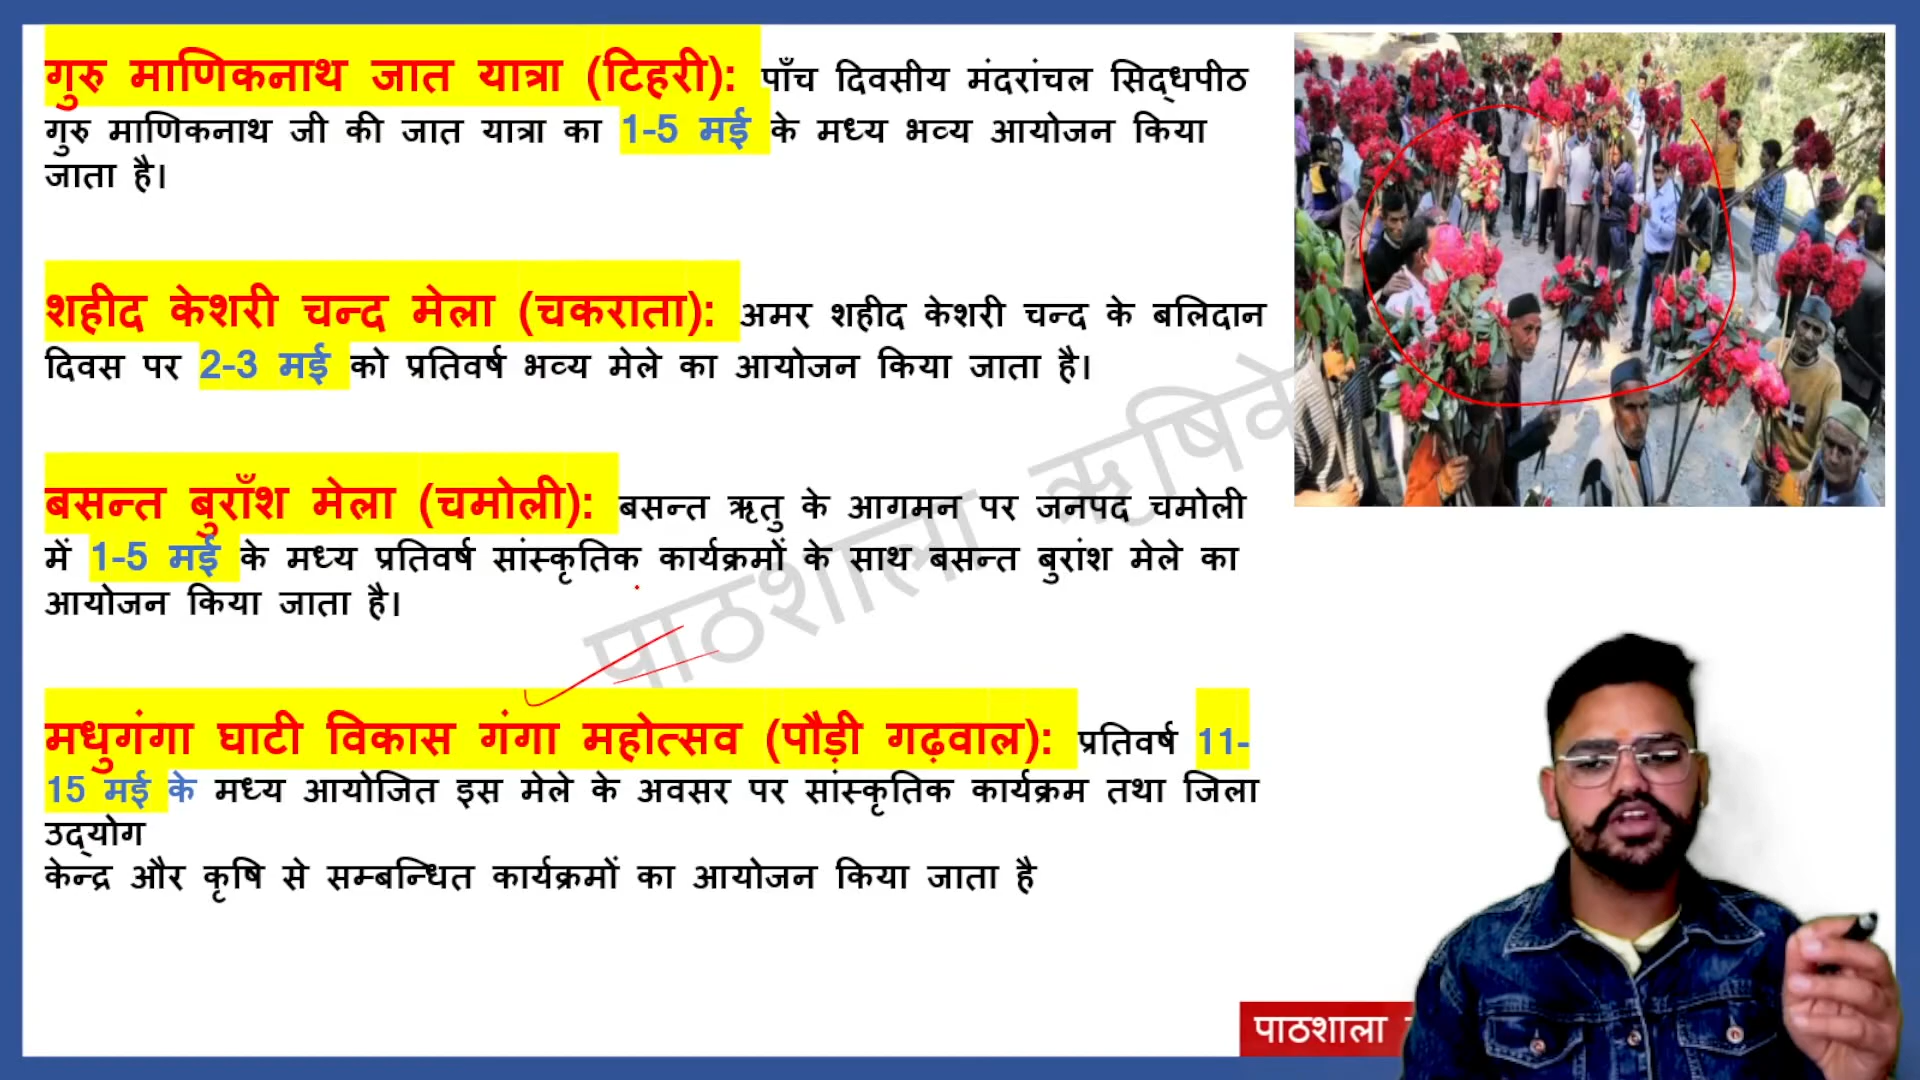 गुरु माणिकनाथ जात यात्रा (टिहरी): पाँच दिवसीय मंदरांचल सिद्धपीठ
गुरु माणिकनाथ जी की जात यात्रा का 1-5 मई के मध्य भव्य आयोजन किया
जाता है।
शहीद केशरी चन्द मेला (चकराता): अमर शहीद केशरी चन्द के बलिदान
दिवस पर 2-3 मई को प्रतिवर्ष भव्य मेले का आयोजन किया जाता है।
बसन्त बुराँश मेला (चमोली): बसन्त ऋतु के आगमन पर जनपद चमोली
में 1-5 मई के मध्य प्रतिवर्ष सांस्कृतिक कार्यक्रमों के साथ बसन्त बुरांश मेले का
आयोजन किया जाता है।
मधुगंगा घाटी विकास गंगा महोत्सव (पौड़ी गढ़वाल): प्रतिवर्ष 11-
15 मई के मध्य आयोजित इस मेले के अवसर पर सांस्कृतिक कार्यक्रम तथा जिला
उद्योग
केन्द्र और कृषि से सम्बन्धित कार्यक्रमों का आयोजन किया जाता है
पाठशाला
पाठशाला